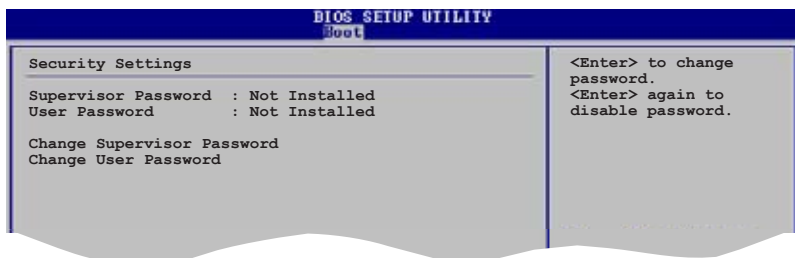 BIOS SETUP UTILITY
Boot
Security Settings
Supervisor Password : Not Installed
User Password : Not Installed
Change Supervisor Password
Change User Password
<Enter> to change
password.
<Enter> again to
disable password.